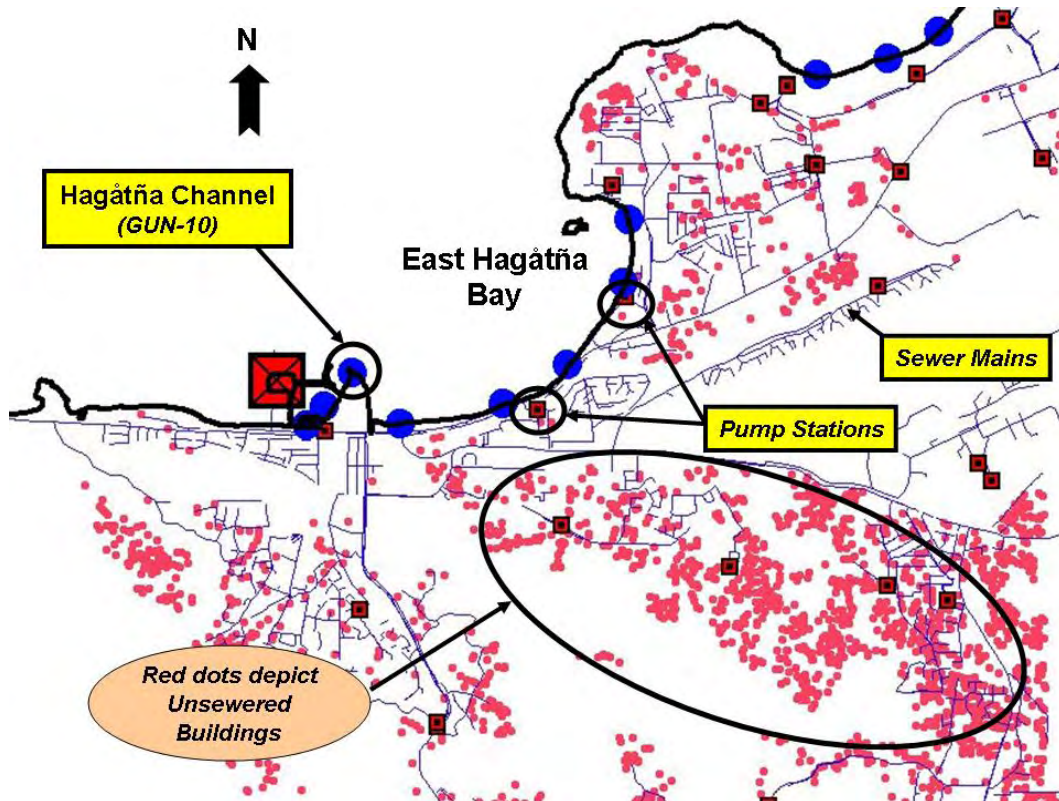 N
Hagåtña Channel
(GUN-10)
East Hagåtña
Bay
Sewer Mains
Pump Stations
Red dots depict
Unsewered
Buildings